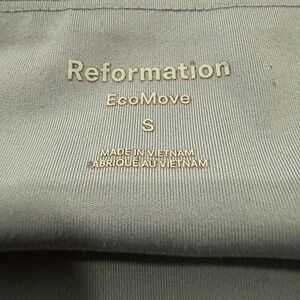 Reformation
EcoMove
S
MADE IN VIETNAM
FABRIQUÉ AU VIETNAM